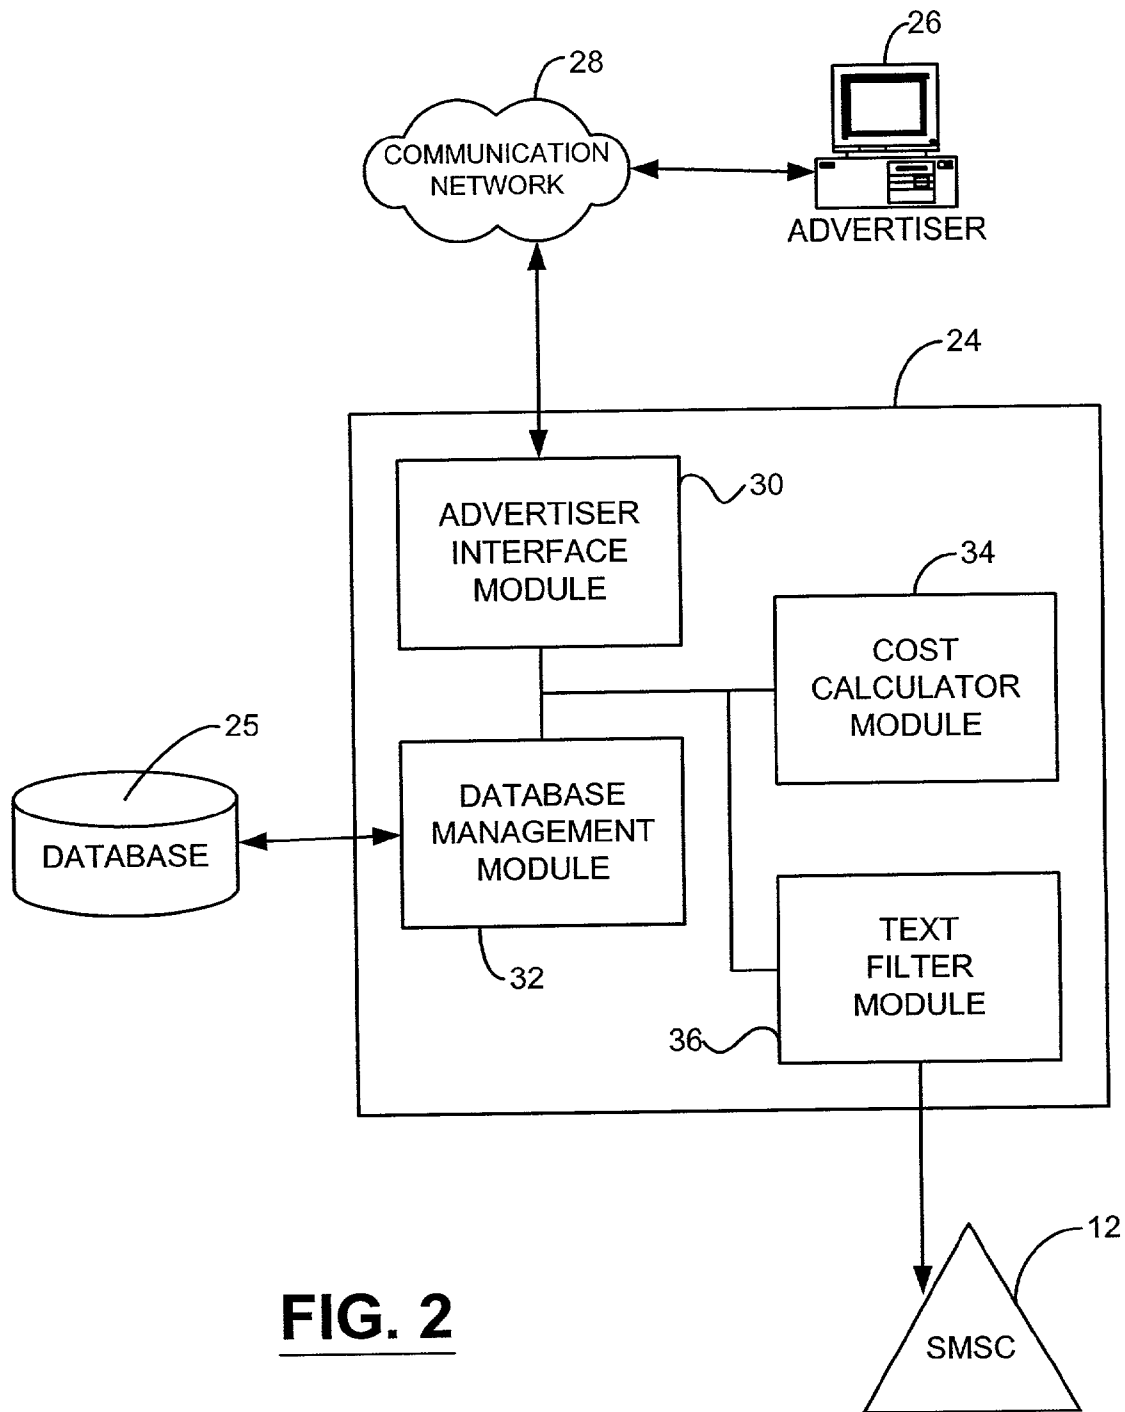 26
28
COMMUNICATION
NETWORK
ADVERTISER
24
ADVERTISER
INTERFACE
MODULE
30
34
COST
CALCULATOR
MODULE
25
DATABASE
DATABASE
MANAGEMENT
MODULE
32
TEXT
FILTER
MODULE
36
12
SMSC
FIG. 2